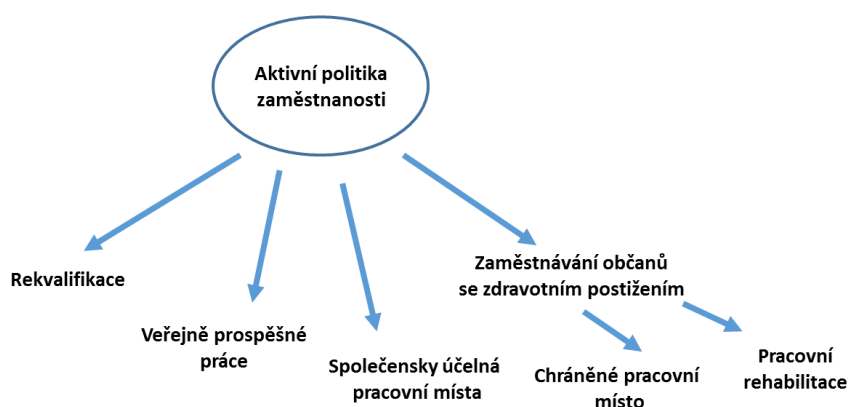 Aktivní politika
zaměstnanosti
Rekvalifikace
Veřejně prospěšné
práce
Společensky účelná
pracovní místa
Zaměstnávání občanů
se zdravotním postižením
Chráněné pracovní
místo
Pracovní
rehabilitace